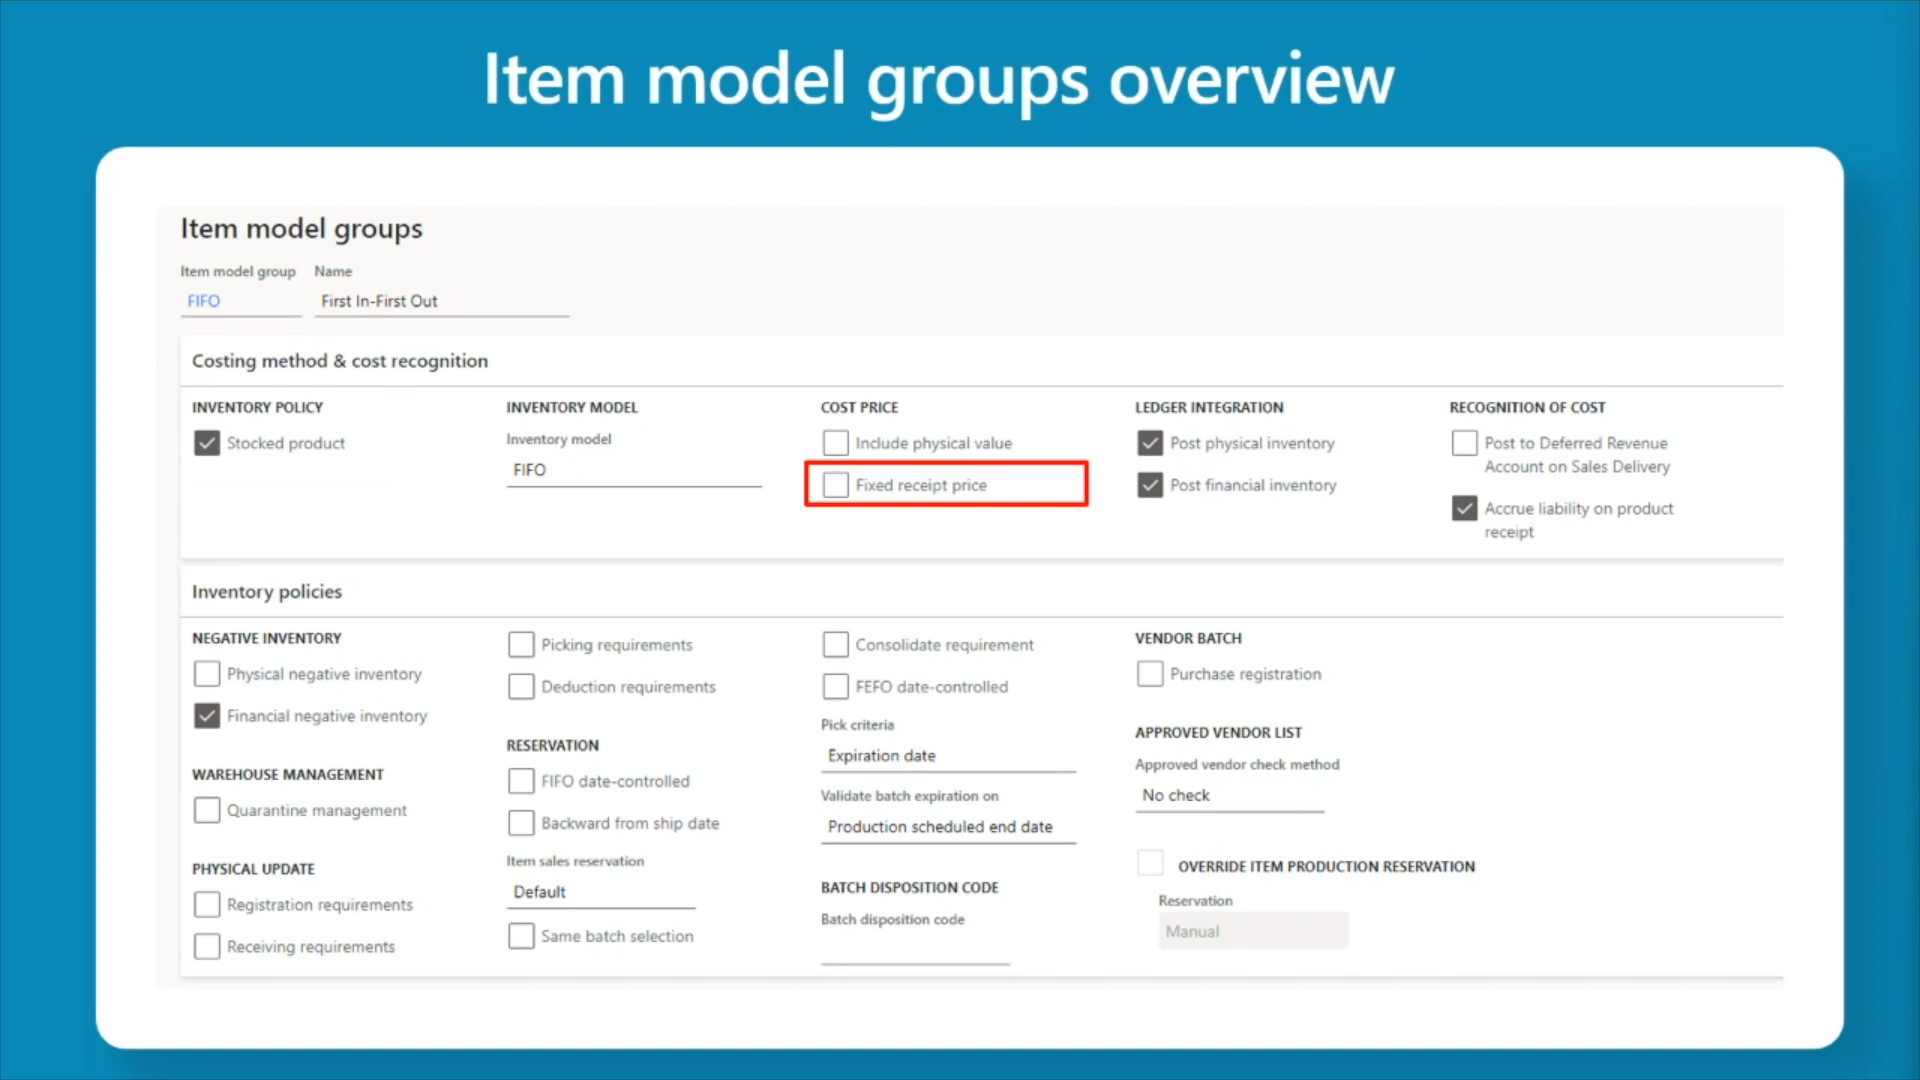 Item model groups overview
Item model groups
Item model group
Name
FIFO
First In-First Out
Costing method & cost recognition
INVENTORY POLICY
Stocked product
INVENTORY MODEL
Inventory model
FIFO
COST PRICE
Include physical value
Fixed receipt price
LEDGER INTEGRATION
Post physical inventory
Post financial inventory
RECOGNITION OF COST
Post to Deferred Revenue
Account on Sales Delivery
Accrue liability on product
receipt
Inventory policies
NEGATIVE INVENTORY
Physical negative inventory
Financial negative inventory
WAREHOUSE MANAGEMENT
Quarantine management
PHYSICAL UPDATE
Registration requirements
Receiving requirements
Picking requirements
Deduction requirements
RESERVATION
FIFO date-controlled
Backward from ship date
Item sales reservation
Default
Same batch selection
Consolidate requirement
FEFO date-controlled
Pick criteria
Expiration date
Validate batch expiration on
Production scheduled end date
BATCH DISPOSITION CODE
Batch disposition code
VENDOR BATCH
Purchase registration
APPROVED VENDOR LIST
Approved vendor check method
No check
OVERRIDE ITEM PRODUCTION RESERVATION
Reservation
Manual